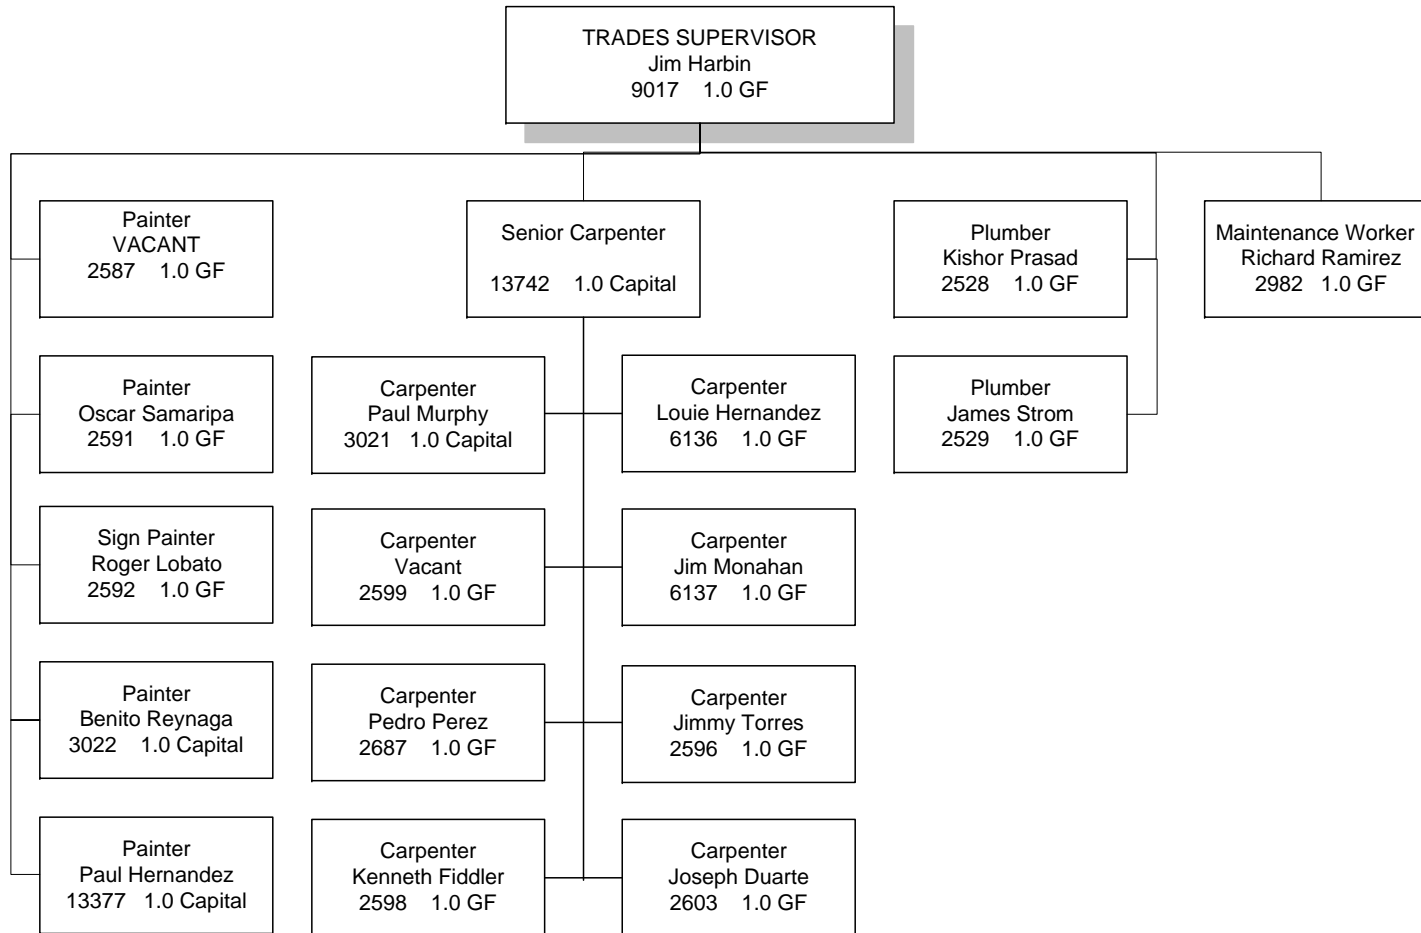 TRADES SUPERVISOR
Jim Harbin
9017 1.0 GF
Painter
VACANT
2587 1.0 GF
Senior Carpenter
13742 1.0 Capital
Plumber
Kishor Prasad
2528 1.0 GF
Maintenance Worker
Richard Ramirez
2982 1.0 GF
Painter
Oscar Samaripa
2591 1.0 GF
Carpenter
Paul Murphy
3021 1.0 Capital
Carpenter
Louie Hernandez
6136 1.0 GF
Plumber
James Strom
2529 1.0 GF
Sign Painter
Roger Lobato
2592 1.0 GF
Carpenter
Vacant
2599 1.0 GF
Carpenter
Jim Monahan
6137 1.0 GF
Painter
Benito Reynaga
3022 1.0 Capital
Carpenter
Pedro Perez
2687 1.0 GF
Carpenter
Jimmy Torres
2596 1.0 GF
Painter
Paul Hernandez
13377 1.0 Capital
Carpenter
Kenneth Fiddler
2598 1.0 GF
Carpenter
Joseph Duarte
2603 1.0 GF